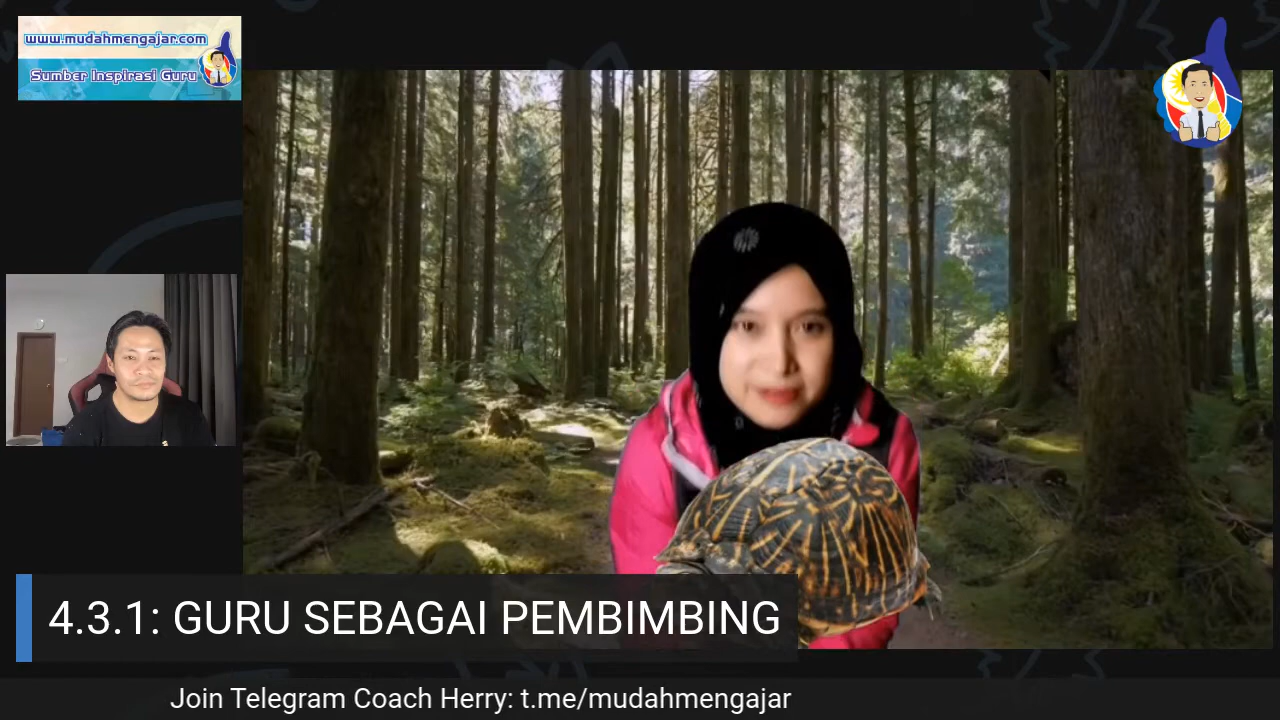 www.mudahmengajar.com
Sumber Inspirasi Guru
4.3.1: GURU SEBAGAI PEMBIMBING
Join Telegram Coach Herry: t.me/mudahmengajar